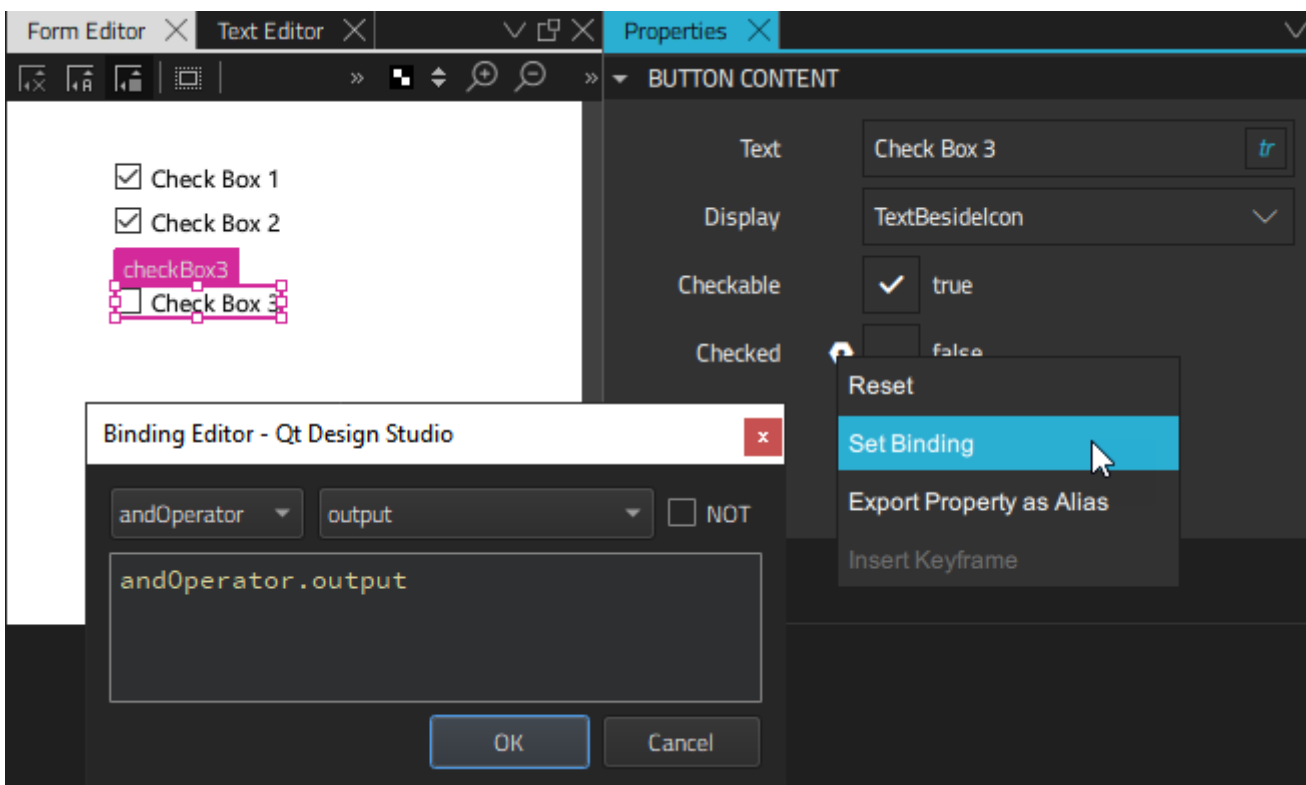 Form Editor Text Editor Properties
BUTTON CONTENT
Text Check Box 3 tr
Display TextBesideIcon
Checkable true
Checked false
Check Box 1
Check Box 2
checkBox3
Check Box 3
Reset
Set Binding
Export Property as Alias
Insert Keyframe
Binding Editor - Qt Design Studio
andOperator output NOT
andOperator.output
OK Cancel